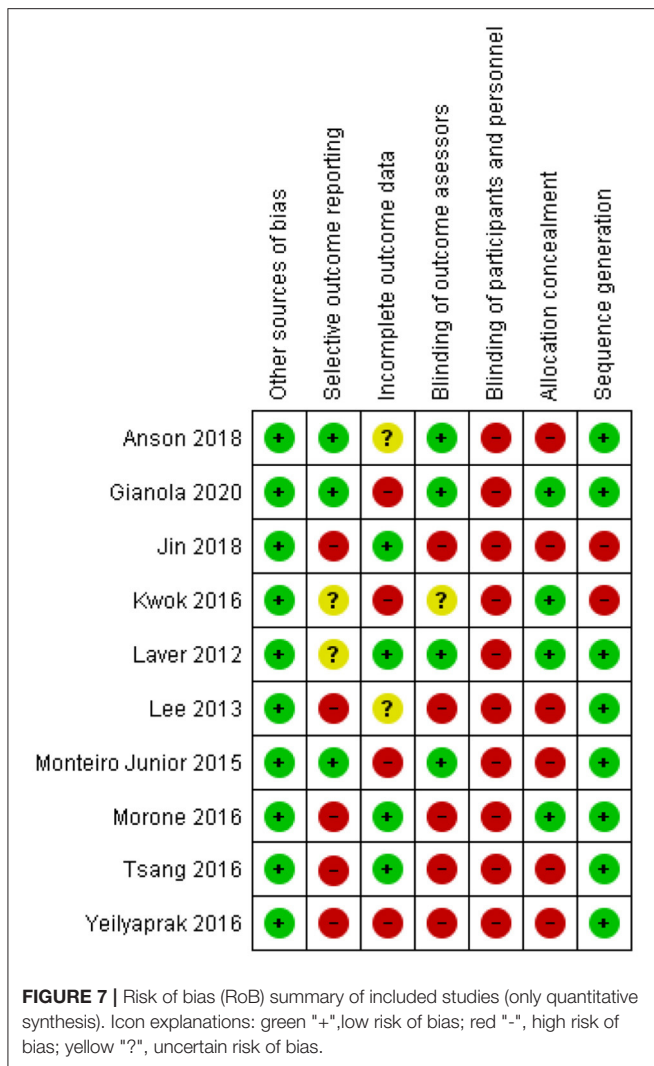 Other sources of bias
Selective outcome reporting
Incomplete outcome data
Blinding of outcome asessors
Blinding of participants and personnel
Allocation concealment
Sequence generation
Anson 2018 + + ? + - - +
Gianola 2020 + + - + - + +
Jin 2018 + - + - - - -
Kwok 2016 + ? - ? - + -
Laver 2012 + ? + + - + +
Lee 2013 + - ? - - - +
Monteiro Junior 2015 + + - + - - +
Morone 2016 + - + - - + +
Tsang 2016 + - + - - - +
Yeilyaprak 2016 + - - - - - +
FIGURE 7 | Risk of bias (RoB) summary of included studies (only quantitative
synthesis). Icon explanations: green "+",low risk of bias; red "-", high risk of
bias; yellow "?", uncertain risk of bias.